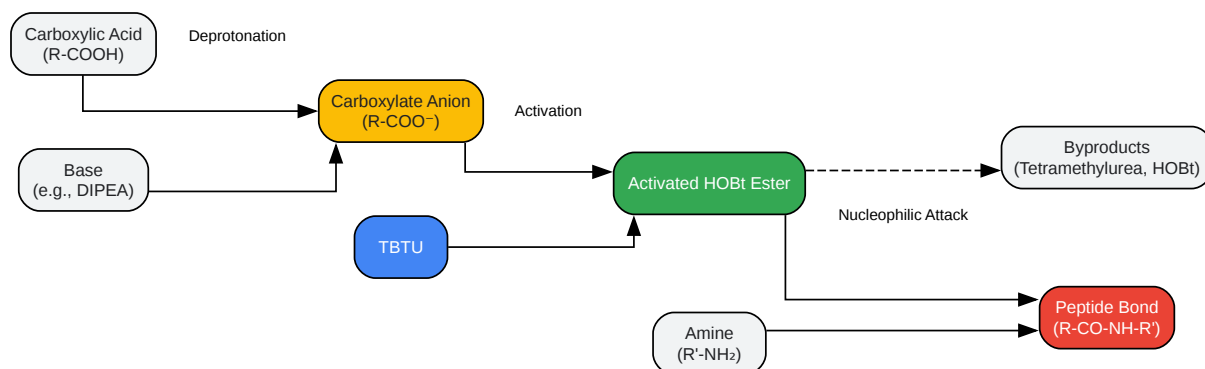 Carboxylic Acid
(R-COOH)
Deprotonation
Carboxylate Anion
(R-COO⁻)
Activation
Base
(e.g., DIPEA)
Byproducts
(Tetramethylurea, HOBt)
Activated HOBt Ester
Nucleophilic Attack
TBTU
Peptide Bond
(R-CO-NH-R')
Amine
(R'-NH₂)